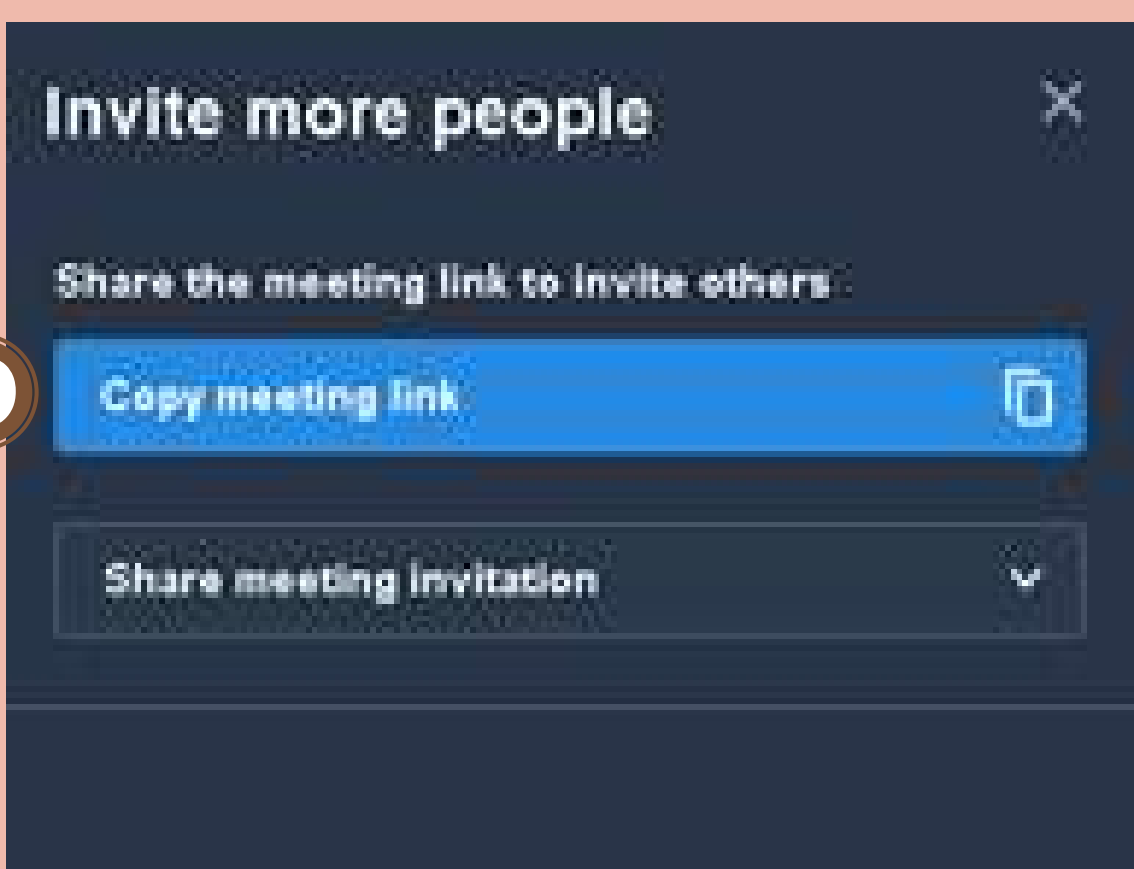 Invite more people
Share the meeting link to invite others
Copy meeting link
Share meeting invitation